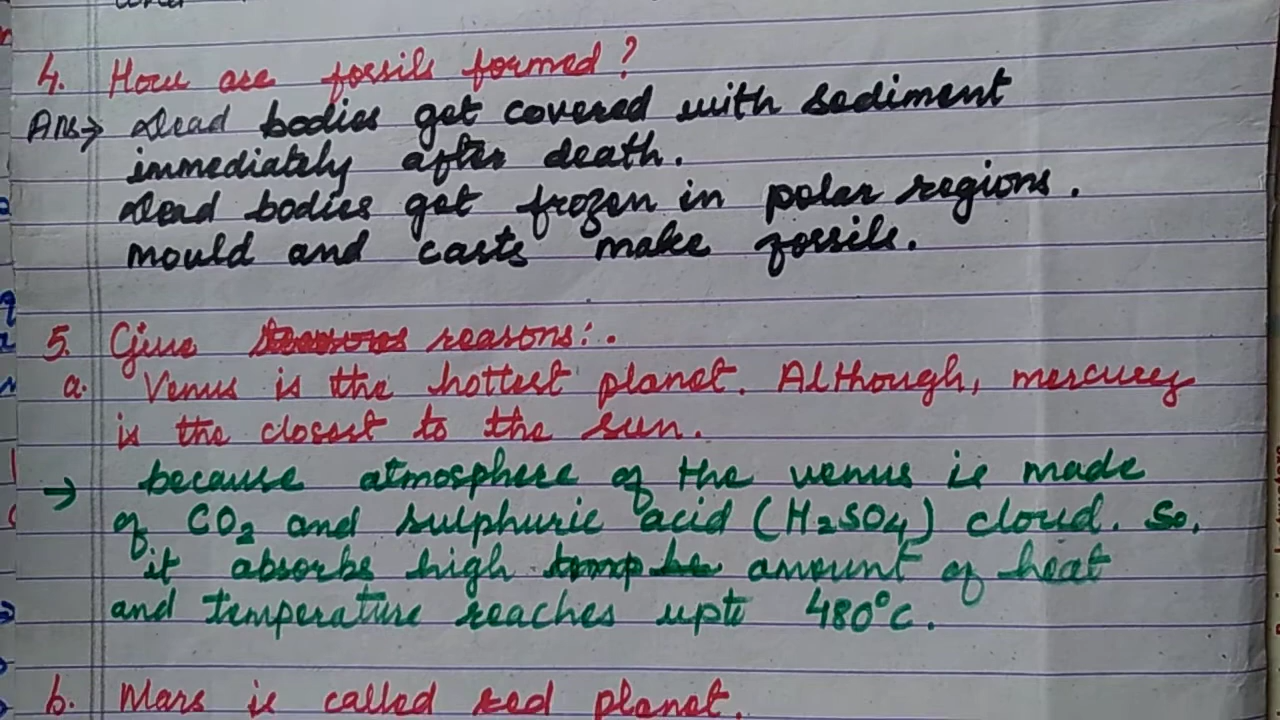 4. How are fossils formed?
Ans→ Dead bodies get covered with sediment
immediately after death.
Dead bodies get frozen in polar regions.
mould and casts make fossils.
5. Give reasons:.
a. Venus is the hottest planet. Although, mercury
is the closest to the sun.
→ because atmosphere of the venus is made
of CO₂ and sulphuric acid (H₂SO₄) cloud. So,
it absorbs high amount of heat
and temperature reaches upto 480°c.
b. Mars is called red planet.